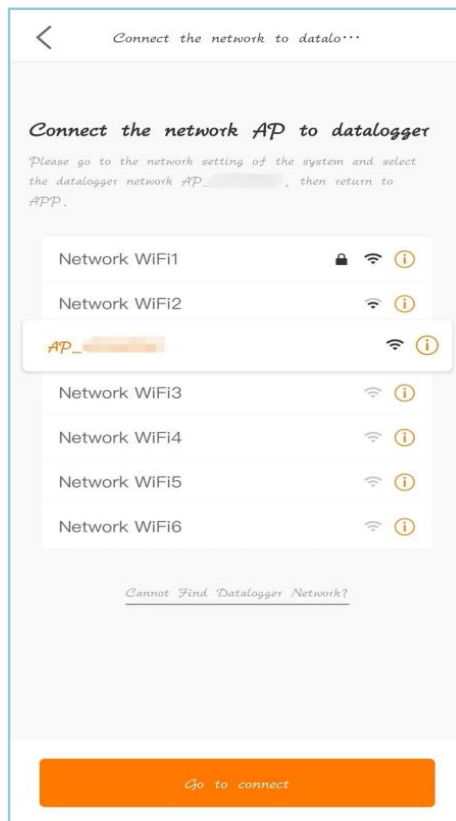 Connect the network to datalo···
Connect the network AP to datalogger
Please go to the network setting of the system and select
the datalogger network AP_ , then return to
APP.
Network WiFi1
Network WiFi2
AP_
Network WiFi3
Network WiFi4
Network WiFi5
Network WiFi6
Cannot Find Datalogger Network?
Go to connect